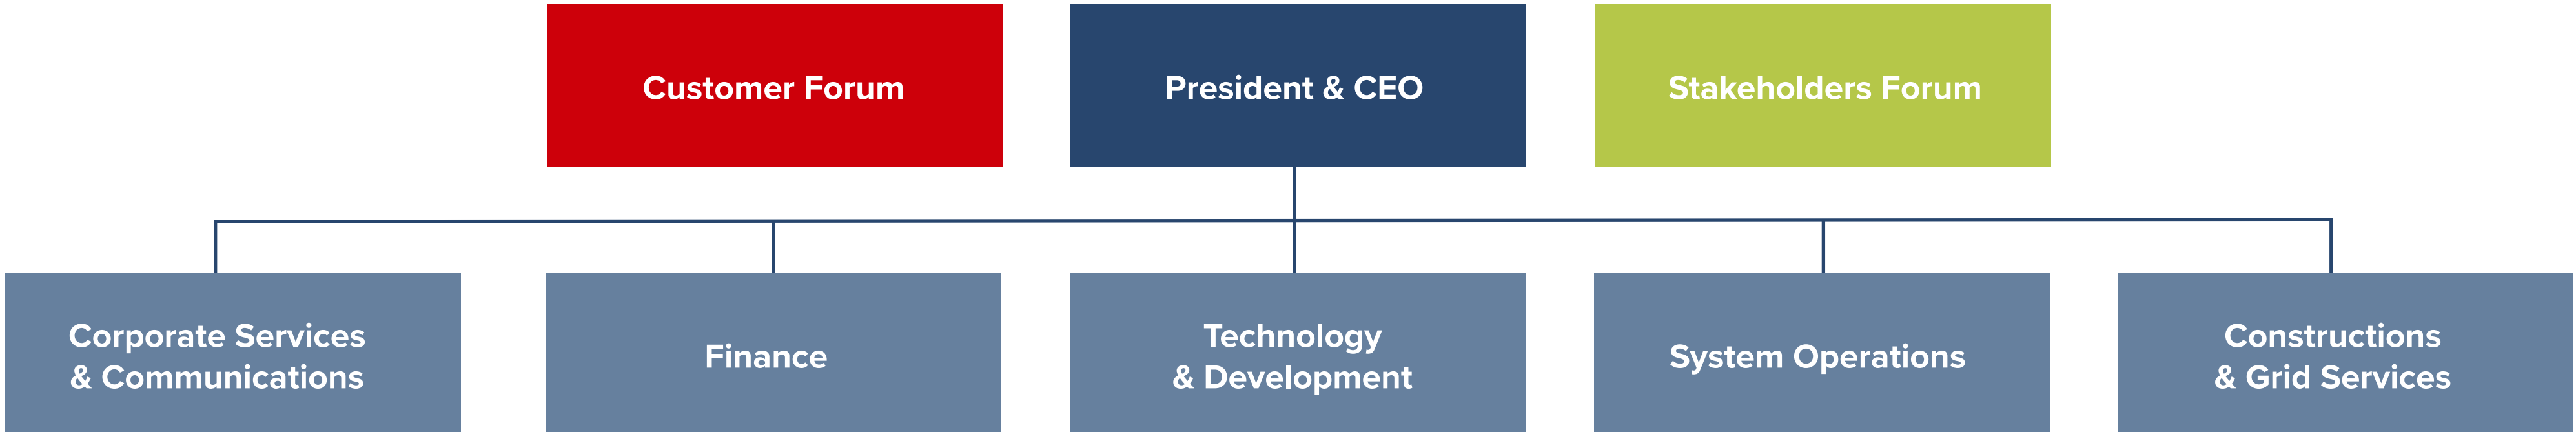 Customer Forum
President & CEO
Stakeholders Forum
Corporate Services
& Communications
Finance
Technology
& Development
System Operations
Constructions
& Grid Services